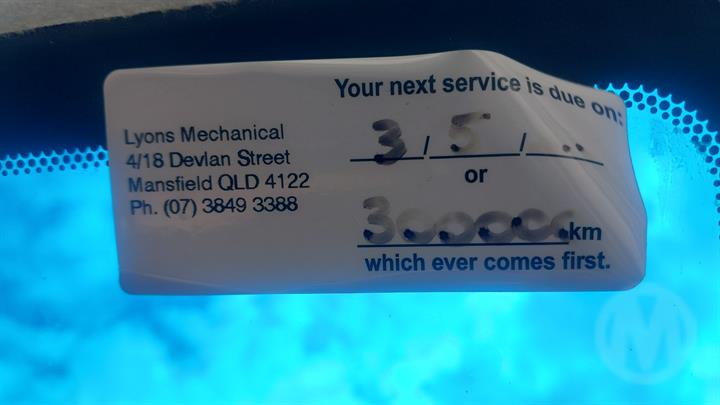 Lyons Mechanical
4/18 Devlan Street
Mansfield QLD 4122
Ph. (07) 3849 3388
Your next service is due on:
3 / 5 /
or
km
which ever comes first.
M